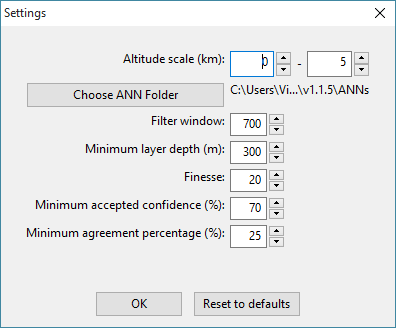 Settings
Altitude scale (km): 0 - 5
Choose ANN Folder C:\Users\Vi...\v1.1.5\ANNs
Filter window: 700
Minimum layer depth (m): 300
Finesse: 20
Minimum accepted confidence (%): 70
Minimum agreement percentage (%): 25
OK Reset to defaults